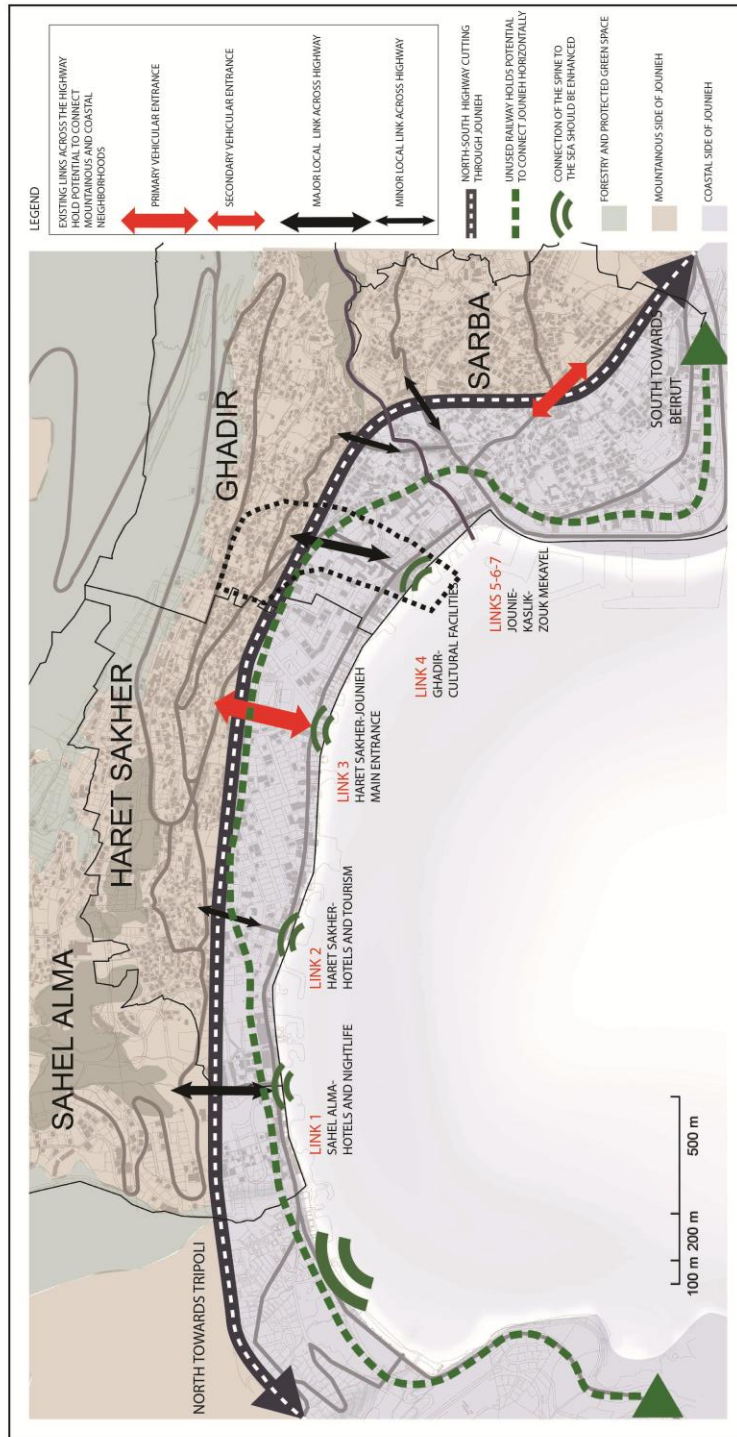 LEGEND
EXISTING LINKS ACROSS THE HIGHWAY
HOLD POTENTIAL TO CONNECT
MOUNTAINOUS AND COASTAL
NEIGHBORHOODS
PRIMARY VEHICULAR ENTRANCE
SECONDARY VEHICULAR ENTRANCE
MAJOR LOCAL LINK ACROSS HIGHWAY
MINOR LOCAL LINK ACROSS HIGHWAY
NORTH-SOUTH HIGHWAY CUTTING
THROUGH JOUNIEH
UNUSED RAILWAY HOLDS POTENTIAL
TO CONNECT JOUNIEH HORIZONTALLY
CONNECTION OF THE SPINE TO
THE SEA SHOULD BE ENHANCED
FORESTRY AND PROTECTED GREEN SPACE
MOUNTAINOUS SIDE OF JOUNIEH
COASTAL SIDE OF JOUNIEH
SAHEL ALMA
HARET SAKHER
GHADIR
SARBA
NORTH TOWARDS TRIPOLI
SOUTH TOWARDS
BEIRUT
LINK 1
SAHEL ALMA-
HOTELS AND NIGHTLIFE
LINK 2
HARET SAKHER-
HOTELS AND TOURISM
LINK 3
HARET SAKHER-JOUNIEH
MAIN ENTRANCE
LINK 4
GHADIR-
CULTURAL FACILITIES
LINKS 5-6-7
JOUNIE-
KASLIK-
ZOUK MEKAYEL
100 m 200 m 500 m